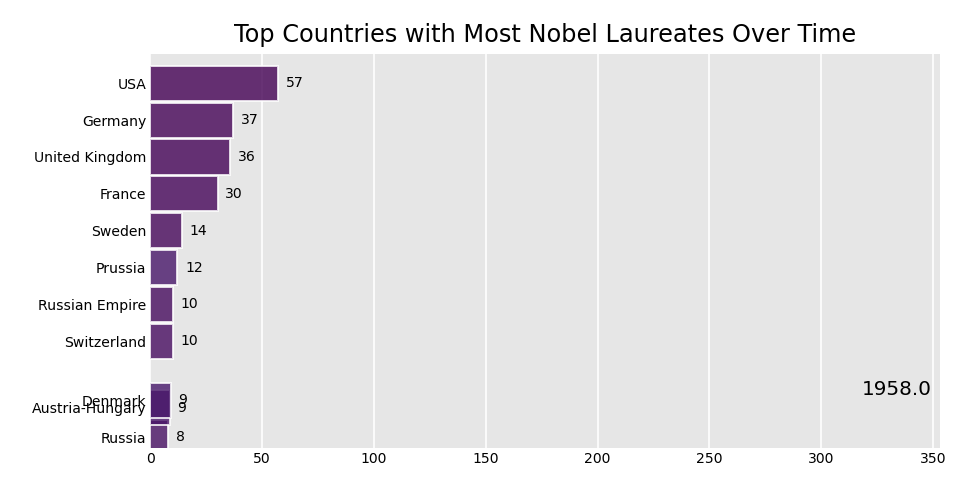 Top Countries with Most Nobel Laureates Over Time
USA 57
Germany 37
United Kingdom 36
France 30
Sweden 14
Prussia 12
Russian Empire 10
Switzerland 10
1958.0
Denmark 9
Austria-Hungary 9
Russia 8
0 50 100 150 200 250 300 350